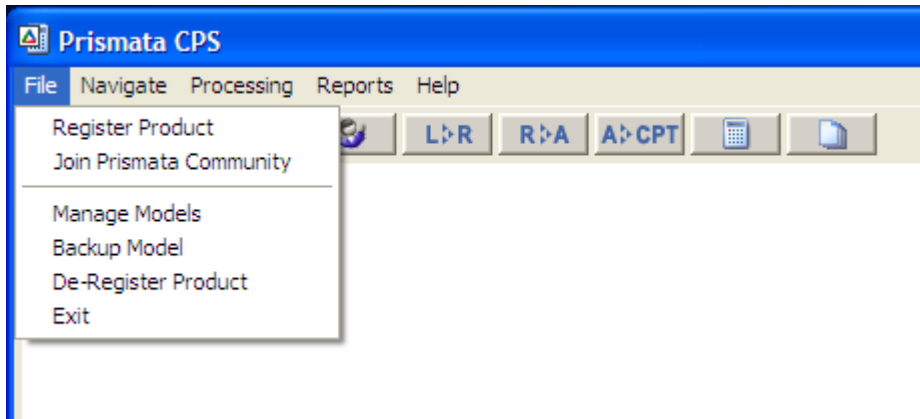 Prismata CPS
File Navigate Processing Reports Help
L>R R>A A>CPT
Register Product
Join Prismata Community
Manage Models
Backup Model
De-Register Product
Exit